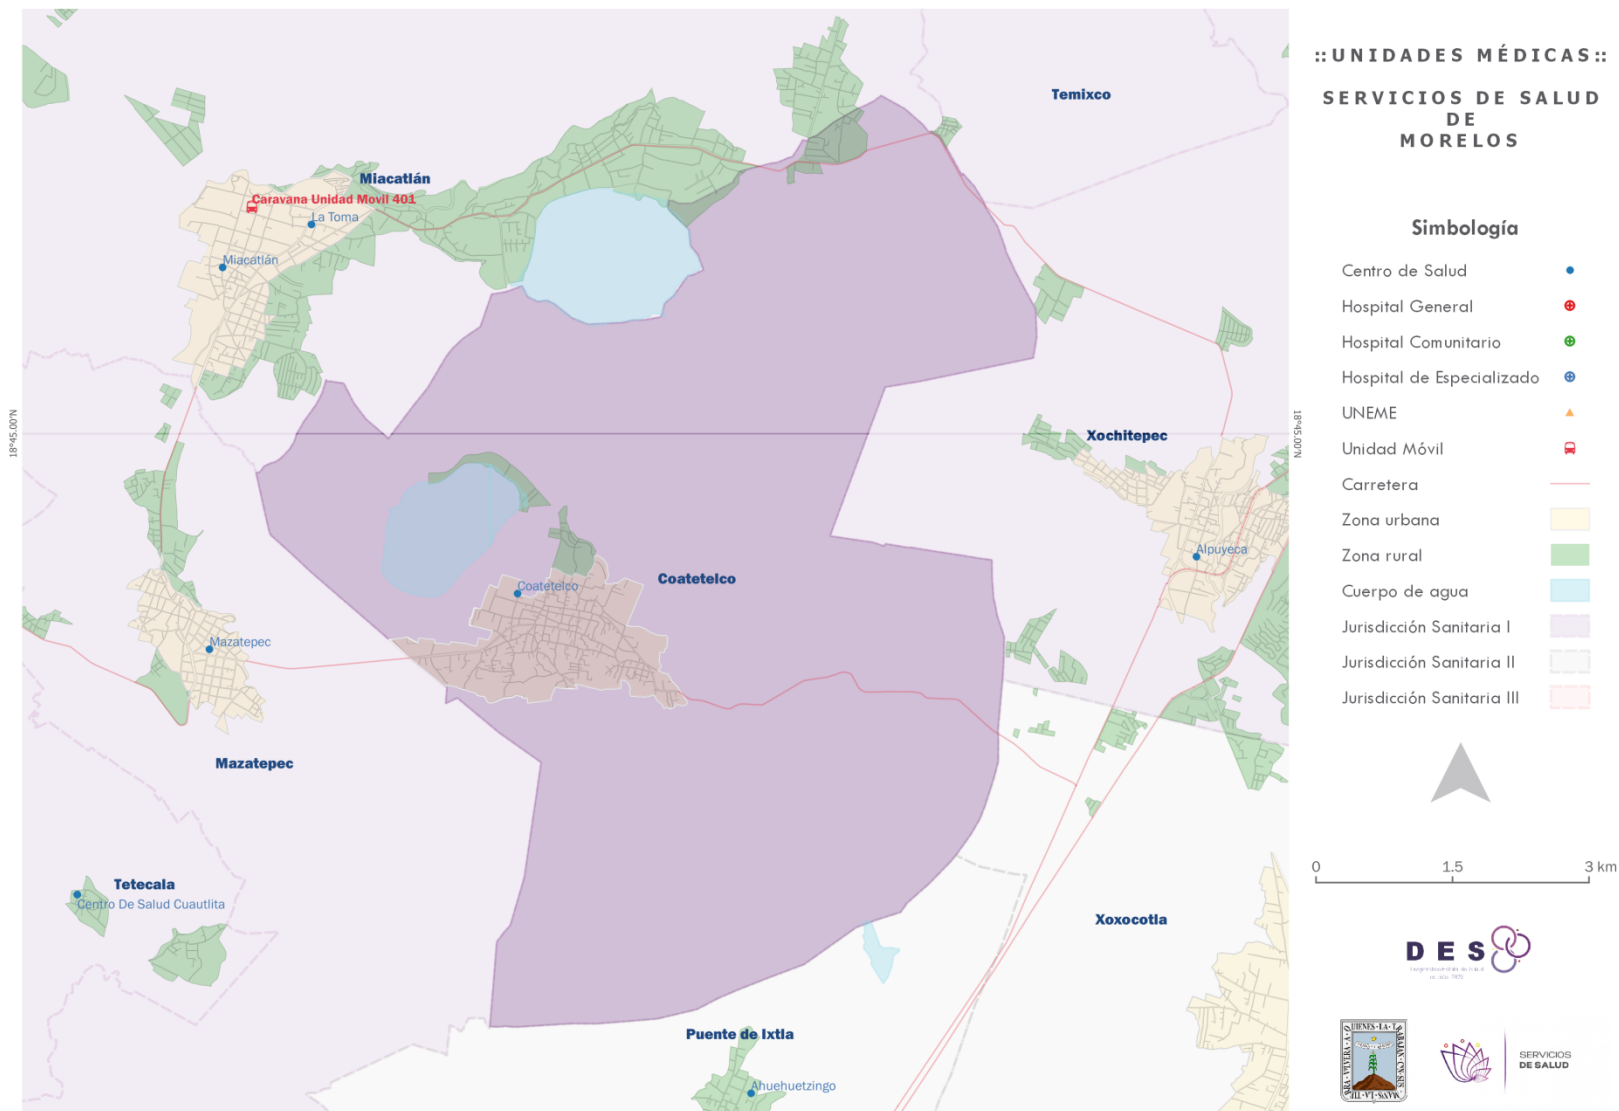 ::UNIDADES MÉDICAS::
SERVICIOS DE SALUD
DE
MORELOS
Temixco
Miacatlán
Caravana Unidad Movil 401
La Toma
Miacatlán
18°45.00'N
18°45.00'N
Xochitepec
Alpuyeca
Coatetelco
Coatetelco
Mazatepec
Mazatepec
Tetecala
Centro De Salud Cuautlita
Xoxocotla
Puente de Ixtla
Ahuehuetzingo
Simbología
Centro de Salud
Hospital General
Hospital Comunitario
Hospital de Especializado
UNEME
Unidad Móvil
Carretera
Zona urbana
Zona rural
Cuerpo de agua
Jurisdicción Sanitaria I
Jurisdicción Sanitaria II
Jurisdicción Sanitaria III
0 1.5 3 km
DES
SERVICIOS
DE SALUD